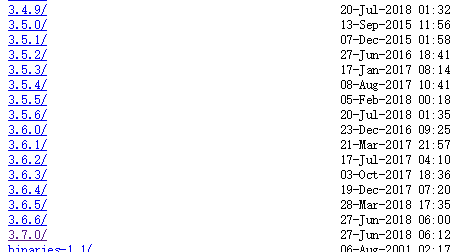 3.4.9/ 20-Jul-2018 01:32
3.5.0/ 13-Sep-2015 11:56
3.5.1/ 07-Dec-2015 01:58
3.5.2/ 27-Jun-2016 18:41
3.5.3/ 17-Jan-2017 08:14
3.5.4/ 08-Aug-2017 10:41
3.5.5/ 05-Feb-2018 00:18
3.5.6/ 20-Jul-2018 01:35
3.6.0/ 23-Dec-2016 09:25
3.6.1/ 21-Mar-2017 21:57
3.6.2/ 17-Jul-2017 04:10
3.6.3/ 03-Oct-2017 18:36
3.6.4/ 19-Dec-2017 07:20
3.6.5/ 28-Mar-2018 17:35
3.6.6/ 27-Jun-2018 06:00
3.7.0/ 27-Jun-2018 06:12
binaries-1.1/ 06-Aug-2001 02:17